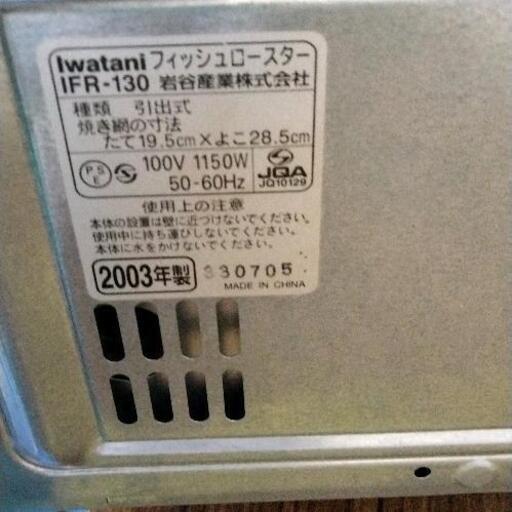 Iwatani フィッシュロースター
IFR-130 岩谷産業株式会社
種類 引出式
焼き網の寸法
たて19.5cm×よこ28.5cm
PSE 100V 1150W
50-60Hz
JQA
JQ10129
使用上の注意
本体の設置は壁に近づけないでください。
使用中に持ち運びしないでください。
本体に水をかけないでください。
2003年製 330705
MADE IN CHINA